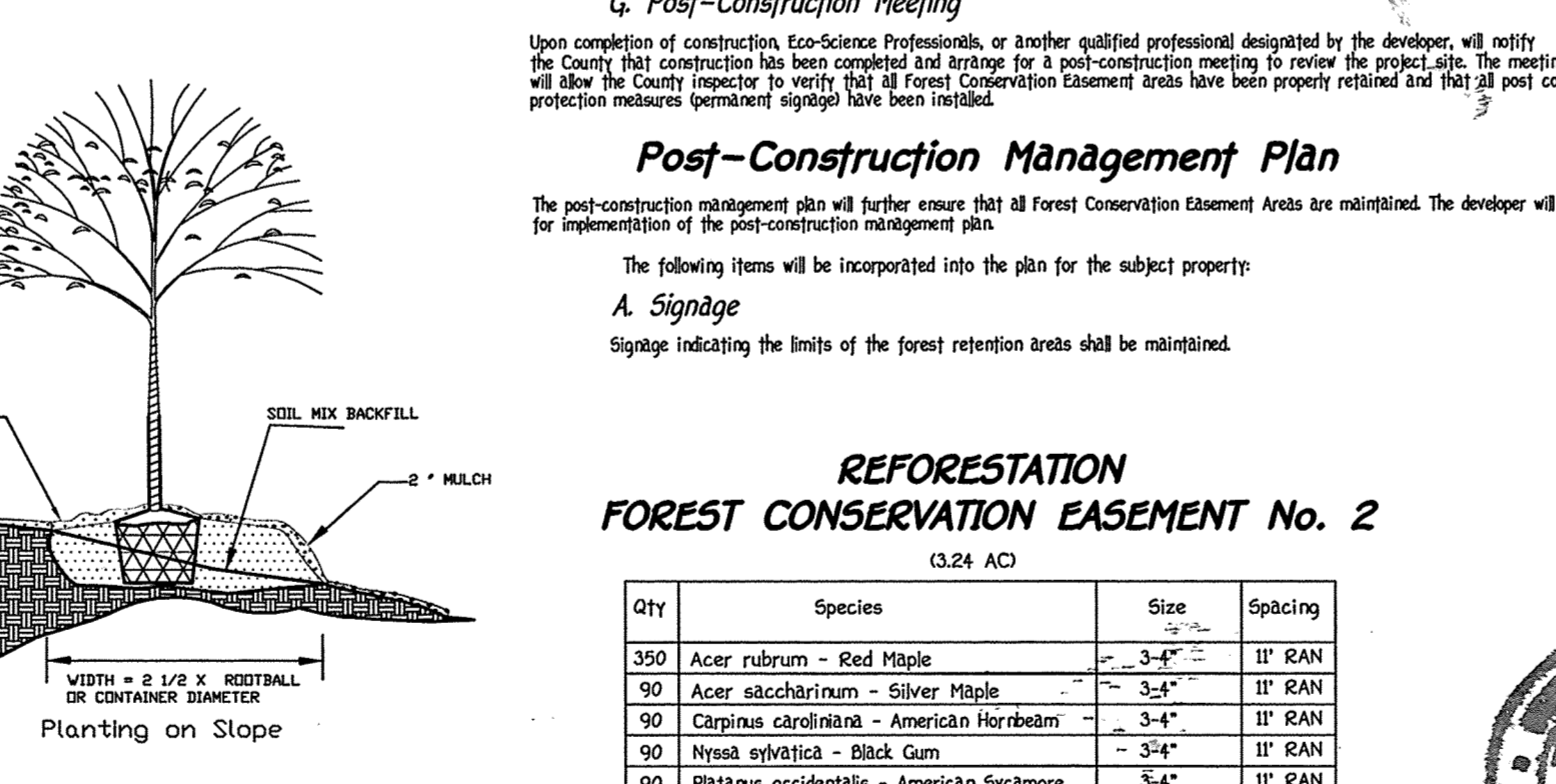 G. Post-Construction Meeting
Upon completion of construction, Eco-Science Professionals, or another qualified professional designated by the developer, will notify
the County that construction has been completed and arrange for a post-construction meeting to review the project site. The meetin
will allow the County inspector to verify that all Forest Conservation Easement areas have been properly retained and that all post co
protection measures (permanent signage) have been installed.
Post-Construction Management Plan
The post-construction management plan will further ensure that all Forest Conservation Easement Areas are maintained. The developer will
for implementation of the post-construction management plan.
The following items will be incorporated into the plan for the subject property:
A. Signage
Signage indicating the limits of the forest retention areas shall be maintained.
SOIL MIX BACKFILL
2 " MULCH
WIDTH = 2 1/2 X ROOTBALL
OR CONTAINER DIAMETER
Planting on Slope
REFORESTATION
FOREST CONSERVATION EASEMENT No. 2
(3.24 AC)
Qty Species Size Spacing
350 Acer rubrum - Red Maple 3-4" 11' RAN
90 Acer saccharinum - Silver Maple 3-4" 11' RAN
90 Carpinus caroliniana - American Hornbeam 3-4" 11' RAN
90 Nyssa sylvatica - Black Gum 3-4" 11' RAN
90 Platanus occidentalis - American Sycamore 3-4" 11' RAN